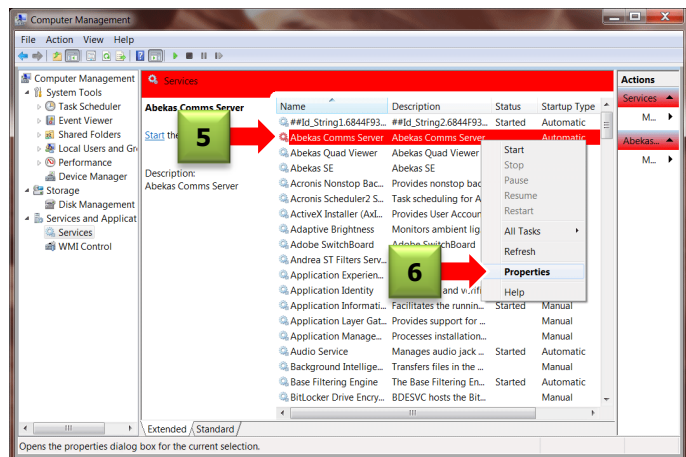 Computer Management
File Action View Help
Computer Management
System Tools
Task Scheduler
Event Viewer
Shared Folders
Local Users and Gr
Performance
Device Manager
Storage
Disk Management
Services and Applicat
Services
WMI Control
Services
Abekas Comms Server
Start the
5
Description:
Abekas Comms Server
Name Description Status Startup Type
##Id_String1.6844F93... ##Id_String2.6844F93... Started Automatic
Abekas Comms Server Abekas Comms Server Automatic
Abekas Quad Viewer Abekas Quad Viewer
Abekas SE Abekas SE
Acronis Nonstop Bac... Provides nonstop bac
Acronis Scheduler2 S... Task scheduling for A
ActiveX Installer (AxI... Provides User Accoun
Adaptive Brightness Monitors ambient lig
Adobe SwitchBoard Adobe SwitchBoard
Andrea ST Filters Serv...
Application Experien...
Application Identity and verifi
Application Informati... Facilitates the runnin... Started Manual
Application Layer Gat... Provides support for ... Manual
Application Manage... Processes installation... Manual
Audio Service Manages audio jack ... Started Automatic
Background Intellige... Transfers files in the ... Manual
Base Filtering Engine The Base Filtering En... Started Automatic
BitLocker Drive Encry... BDESVC hosts the Bit... Manual
Start
Stop
Pause
Resume
Restart
All Tasks
Refresh
6
Properties
Help
Actions
Services
M...
Abekas...
M...
Extended Standard
Opens the properties dialog box for the current selection.